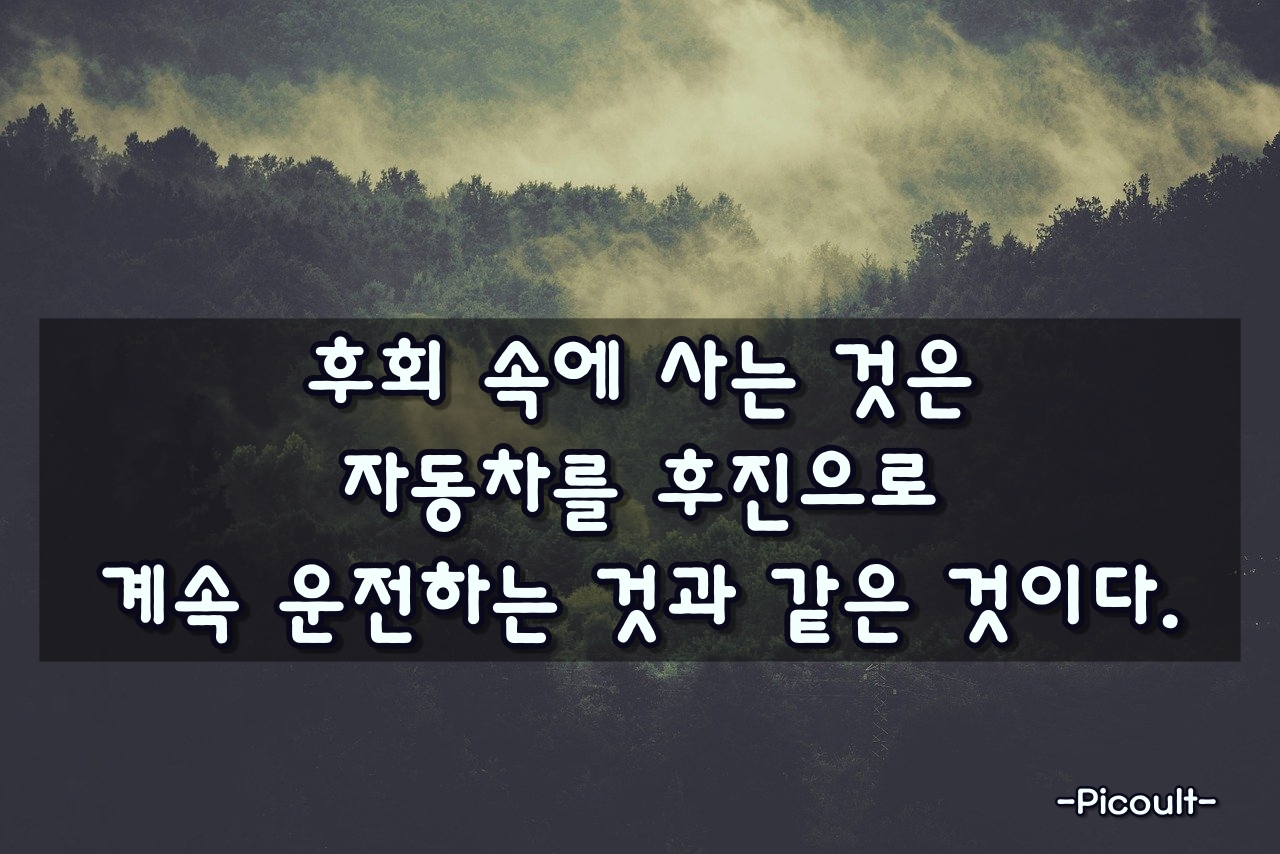 후회 속에 사는 것은
자동차를 후진으로
계속 운전하는 것과 같은 것이다.
-Picoult-